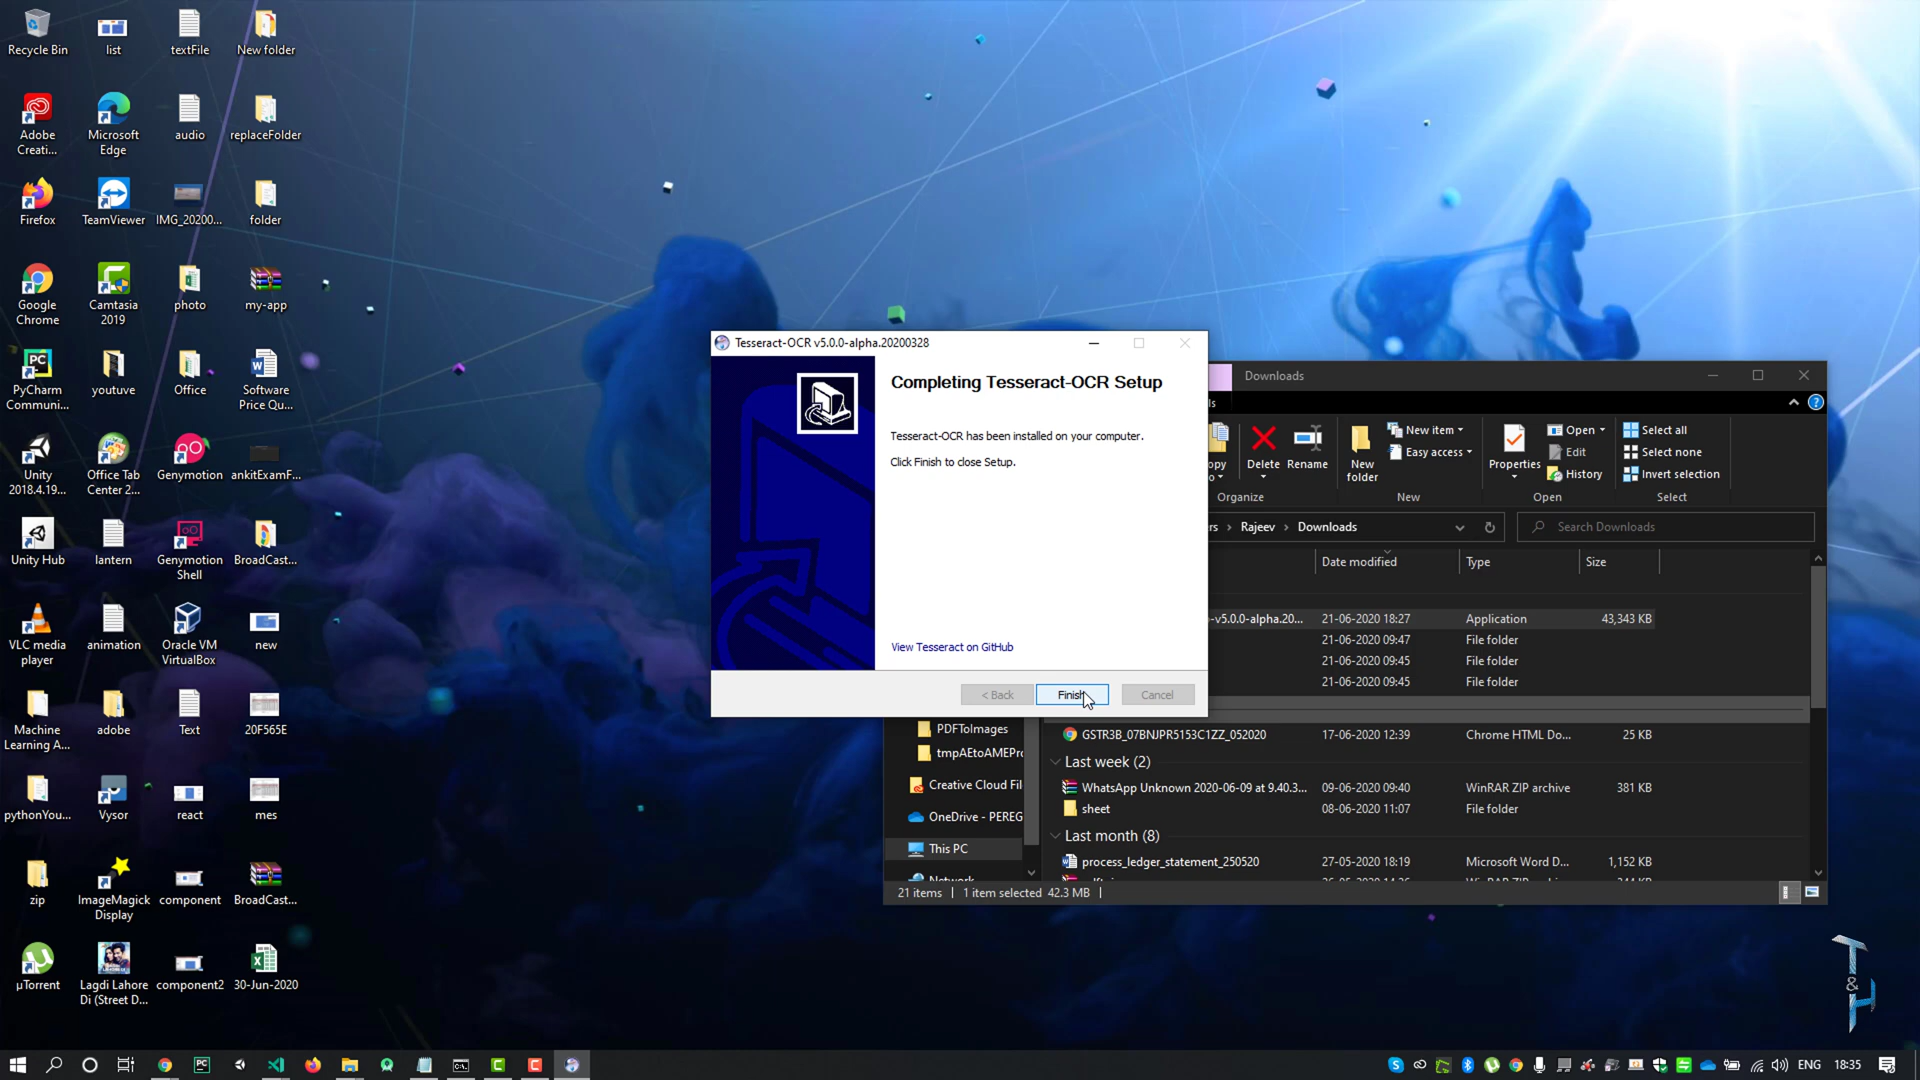 Recycle Bin
list
textFile
New folder
Adobe
Creati...
Microsoft
Edge
audio
replaceFolder
Firefox
TeamViewer
IMG_20200...
folder
Google
Chrome
Camtasia
2019
photo
my-app
PyCharm
Communi...
youtuve
Office
Software
Price Qu...
Unity
2018.4.19...
Office Tab
Center 2...
Genymotion
ankitExamF...
Unity Hub
lantern
Genymotion
Shell
BroadCast...
VLC media
player
animation
Oracle VM
VirtualBox
new
Machine
Learning A...
adobe
Text
20F565E
pythonYou...
Vysor
react
mes
zip
ImageMagick
Display
component
BroadCast...
µTorrent
Lagdi Lahore
Di (Street D...
component2
30-Jun-2020
Tesseract-OCR v5.0.0-alpha.20200328
Completing Tesseract-OCR Setup
Tesseract-OCR has been installed on your computer.
Click Finish to close Setup.
View Tesseract on GitHub
< Back
Finish
Cancel
Downloads
Delete
Rename
Organize
New
folder
New item
Easy access
New
Properties
Open
Edit
History
Open
Select all
Select none
Invert selection
Select
Rajeev > Downloads
Search Downloads
Date modified
Type
Size
-v5.0.0-alpha.20... 21-06-2020 18:27 Application 43,343 KB
21-06-2020 09:47 File folder
21-06-2020 09:45 File folder
21-06-2020 09:45 File folder
PDFToImages
tmpAEtoAMEPro
Creative Cloud Fil
OneDrive - PEREG
This PC
Network
GSTR3B_07BNJPR5153C1ZZ_052020 17-06-2020 12:39 Chrome HTML Do... 25 KB
Last week (2)
WhatsApp Unknown 2020-06-09 at 9.40.3... 09-06-2020 09:40 WinRAR ZIP archive 381 KB
sheet 08-06-2020 11:07 File folder
Last month (8)
process_ledger_statement_250520 27-05-2020 18:19 Microsoft Word D... 1,152 KB
21 items | 1 item selected 42.3 MB |
T&H
ENG 18:35